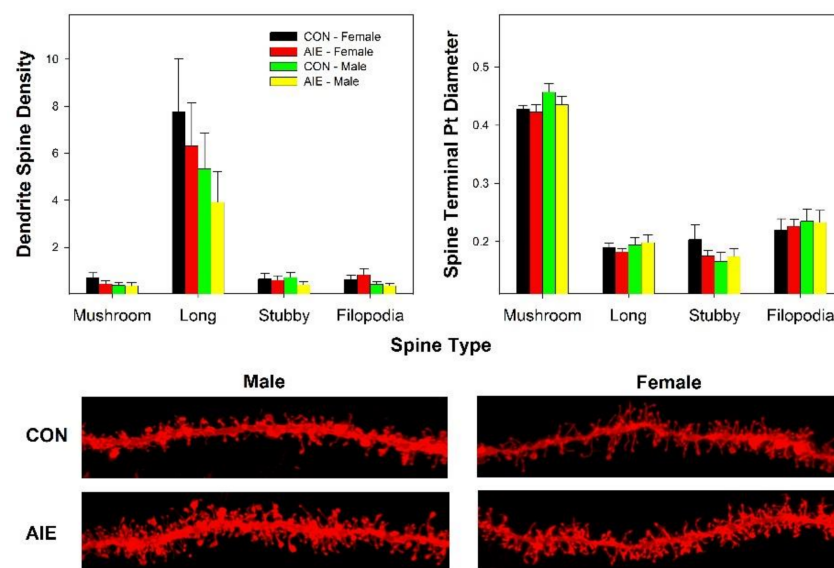 Dendrite Spine Density
10
8
6
4
2
CON - Female
AIE - Female
CON - Male
AIE - Male
Mushroom Long Stubby Filopodia
Spine Terminal Pt Diameter
0.5
0.4
0.3
0.2
Mushroom Long Stubby Filopodia
Spine Type
Male Female
CON
AIE